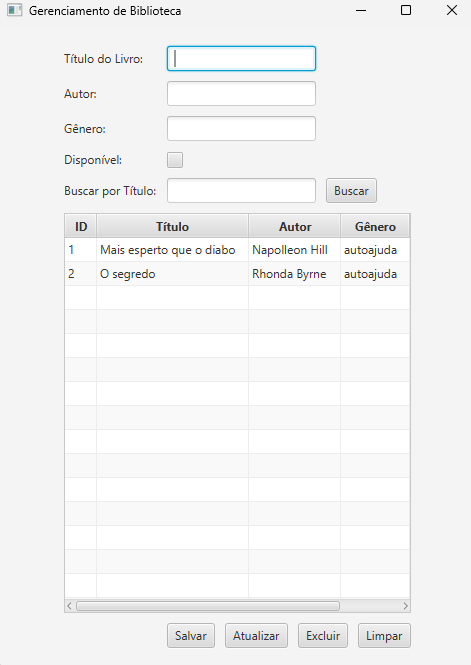 Gerenciamento de Biblioteca
Título do Livro:
Autor:
Gênero:
Disponível:
Buscar por Título: Buscar
ID Título Autor Gênero
1 Mais esperto que o diabo Napolleon Hill autoajuda
2 O segredo Rhonda Byrne autoajuda
Salvar Atualizar Excluir Limpar